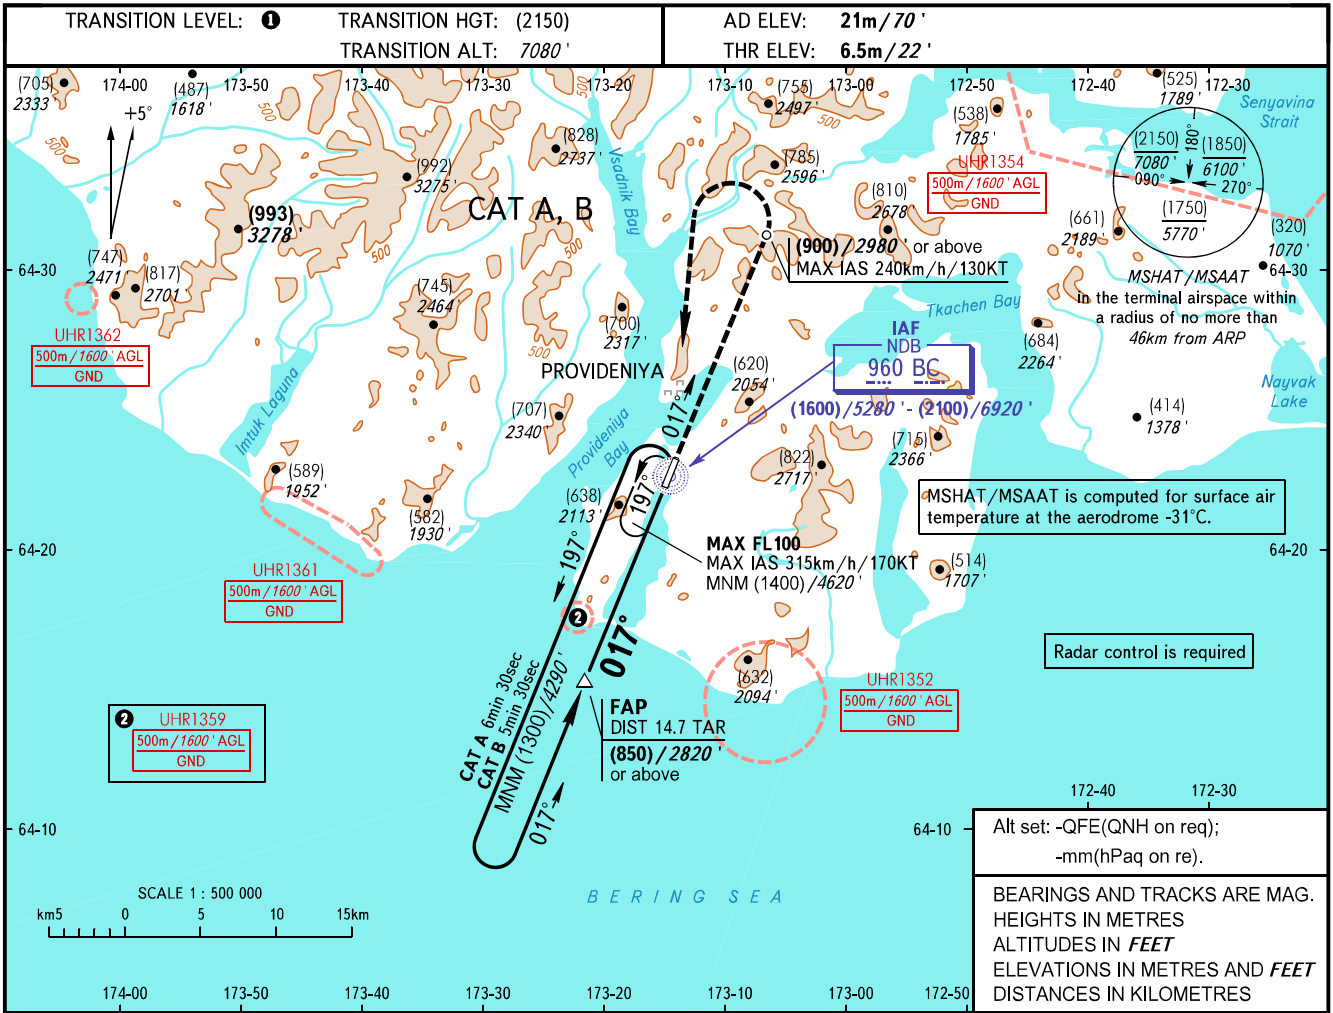 TRANSITION LEVEL: 1 TRANSITION HGT: (2150)
TRANSITION ALT: 7080 '
AD ELEV: 21m / 70 '
THR ELEV: 6.5m / 22 '
174-00 173-50 173-40 173-30 173-20 173-10 173-00 172-50 172-40 172-30
(705)
2333 '
(487)
1618 '
+5°
500
(828)
2737 '
(755)
2497 '
500
(538)
1785 '
(525)
1789 '
Senyavina
Strait
Vsadnik Bay
(992)
3275 '
(785)
2596 '
UHR1354
500m / 1600 ' AGL
GND
(2150)
7080 '
180°
(1850)
6100 '
090°
270°
(1750)
5770 '
CAT A, B
(993)
3278 '
500
500
(810)
2678 '
(661)
2189 '
(320)
1070 '
(747)
2471 '
(817)
2701 '
(900) / 2980 ' or above
MAX IAS 240km/h/130KT
64-30
64-30
MSHAT /MSAAT
in the terminal airspace within
a radius of no more than
46km from ARP
(745)
2464 '
500
(700)
2317 '
Tkachen Bay
UHR1362
500m / 1600 ' AGL
GND
IAF
NDB
960 BC
(1600) / 5280 ' - (2100) / 6920 '
(684)
2264 '
PROVIDENIYA
(620)
2054 '
Nayvak
Lake
Imtuk Laguna
(707)
2340 '
017°
(414)
1378 '
Provideniya
Bay
(715)
2366 '
(822)
2717 '
(589)
1952 '
197°
(638)
2113 '
(582)
1930 '
MSHAT /MSAAT is computed for surface air
temperature at the aerodrome -31°C.
64-20
64-20
197°
MAX FL100
MAX IAS 315km/h/170KT
MNM (1400) / 4620 '
(514)
1707 '
UHR1361
500m / 1600 ' AGL
GND
2
017°
Radar control is required
(632)
2094 '
UHR1352
500m / 1600 ' AGL
GND
CAT A 6min 30sec
CAT B 5min 30sec
MNM (1300) / 4290 '
FAP
DIST 14.7 TAR
(850) / 2820 '
or above
2 UHR1359
500m / 1600 ' AGL
GND
017°
172-40 172-30
64-10
64-10
Alt set: -QFE(QNH on req);
-mm(hPaq on re).
SCALE 1 : 500 000
km5 0 5 10 15km
BERING SEA
BEARINGS AND TRACKS ARE MAG.
HEIGHTS IN METRES
ALTITUDES IN FEET
ELEVATIONS IN METRES AND FEET
DISTANCES IN KILOMETRES
174-00 173-50 173-40 173-30 173-20 173-10 173-00 172-50